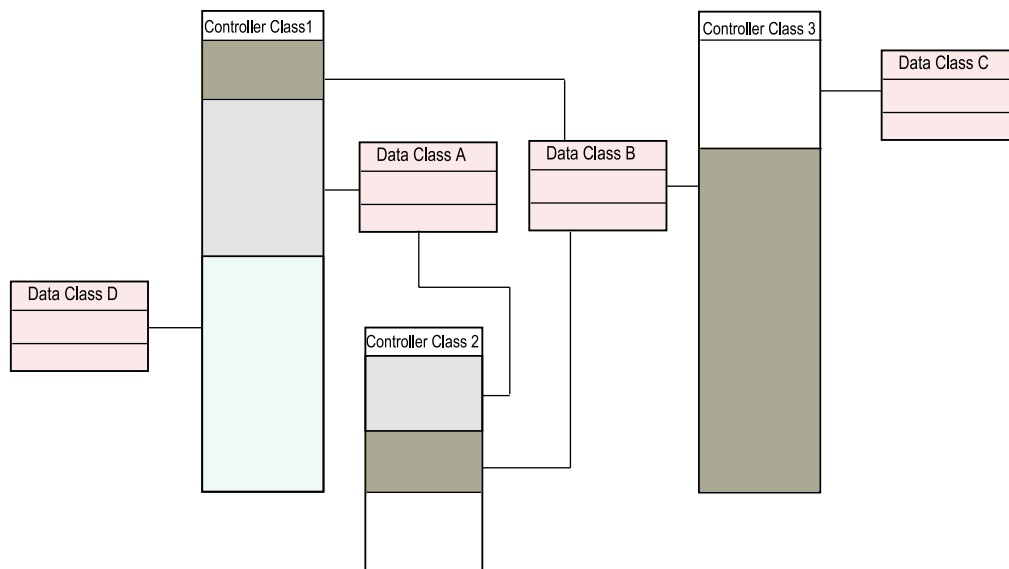 Controller Class1
Controller Class 3
Data Class C
Data Class A
Data Class B
Data Class D
Controller Class 2